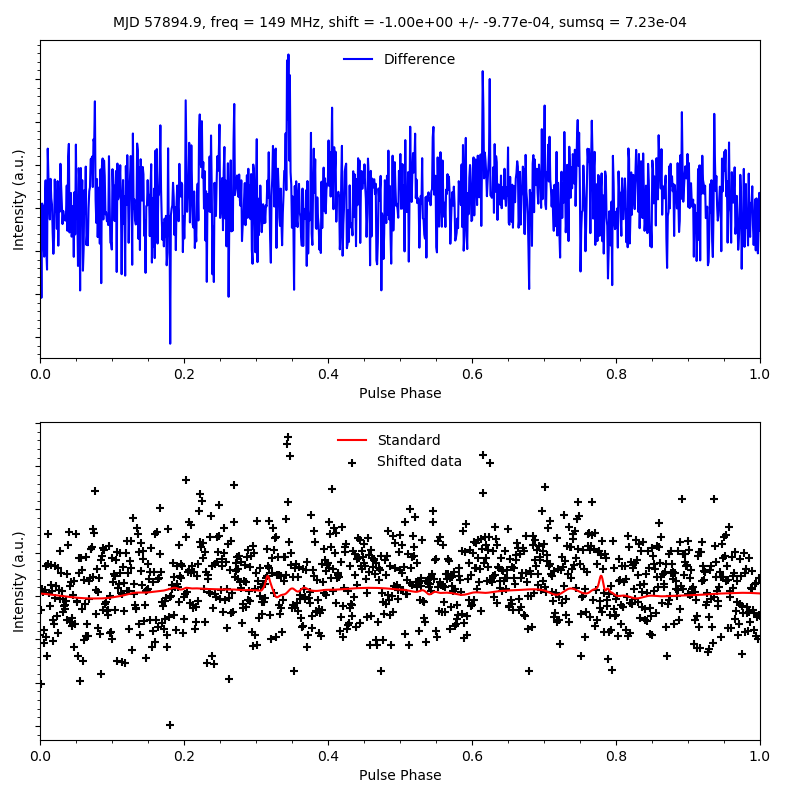 MJD 57894.9, freq = 149 MHz, shift = -1.00e+00 +/- -9.77e-04, sumsq = 7.23e-04
Difference
Intensity (a.u.)
0.0 0.2 0.4 0.6 0.8 1.0
Pulse Phase
Standard
Shifted data
Intensity (a.u.)
0.0 0.2 0.4 0.6 0.8 1.0
Pulse Phase